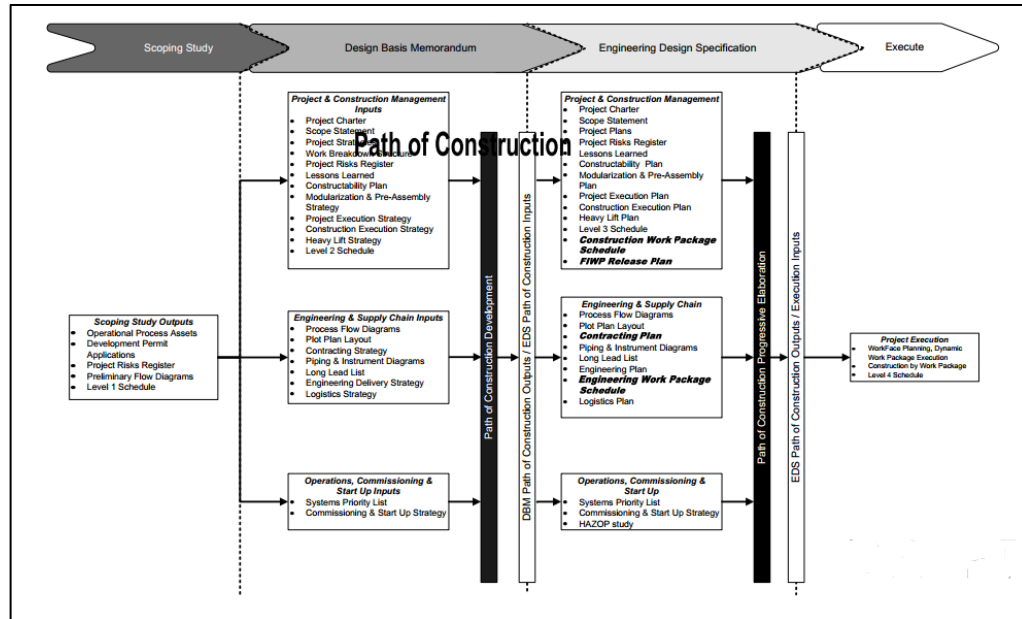 Scoping Study
Design Basis Memorandum
Engineering Design Specification
Execute
Path of Construction
Scoping Study Outputs
Operational Process Assets
Development Permit
Applications
Project Risks Register
Preliminary Flow Diagrams
Level 1 Schedule
Project & Construction Management
Inputs
Project Charter
Scope Statement
Project Strategies
Work Breakdown Structure
Project Risks Register
Lessons Learned
Constructability Plan
Modularization & Pre-Assembly
Strategy
Project Execution Strategy
Construction Execution Strategy
Heavy Lift Strategy
Level 2 Schedule
Engineering & Supply Chain Inputs
Process Flow Diagrams
Plot Plan Layout
Contracting Strategy
Piping & Instrument Diagrams
Long Lead List
Engineering Delivery Strategy
Logistics Strategy
Operations, Commissioning &
Start Up Inputs
Systems Priority List
Commissioning & Start Up Strategy
Path of Construction Development
DBM Path of Construction Outputs / EDS Path of Construction Inputs
Project & Construction Management
Project Charter
Scope Statement
Project Plans
Project Risks Register
Lessons Learned
Constructability Plan
Modularization & Pre-Assembly
Plan
Project Execution Plan
Construction Execution Plan
Heavy Lift Plan
Level 3 Schedule
Construction Work Package
Schedule
FIWP Release Plan
Engineering & Supply Chain
Process Flow Diagrams
Plot Plan Layout
Contracting Plan
Piping & Instrument Diagrams
Long Lead List
Engineering Plan
Engineering Work Package
Schedule
Logistics Plan
Operations, Commissioning &
Start Up
Systems Priority List
Commissioning & Start Up Strategy
HAZOP study
Path of Construction Progressive Elaboration
EDS Path of Construction Outputs / Execution Inputs
Project Execution
WorkFace Planning, Dynamic
Work Package Execution
Construction by Work Package
Level 4 Schedule